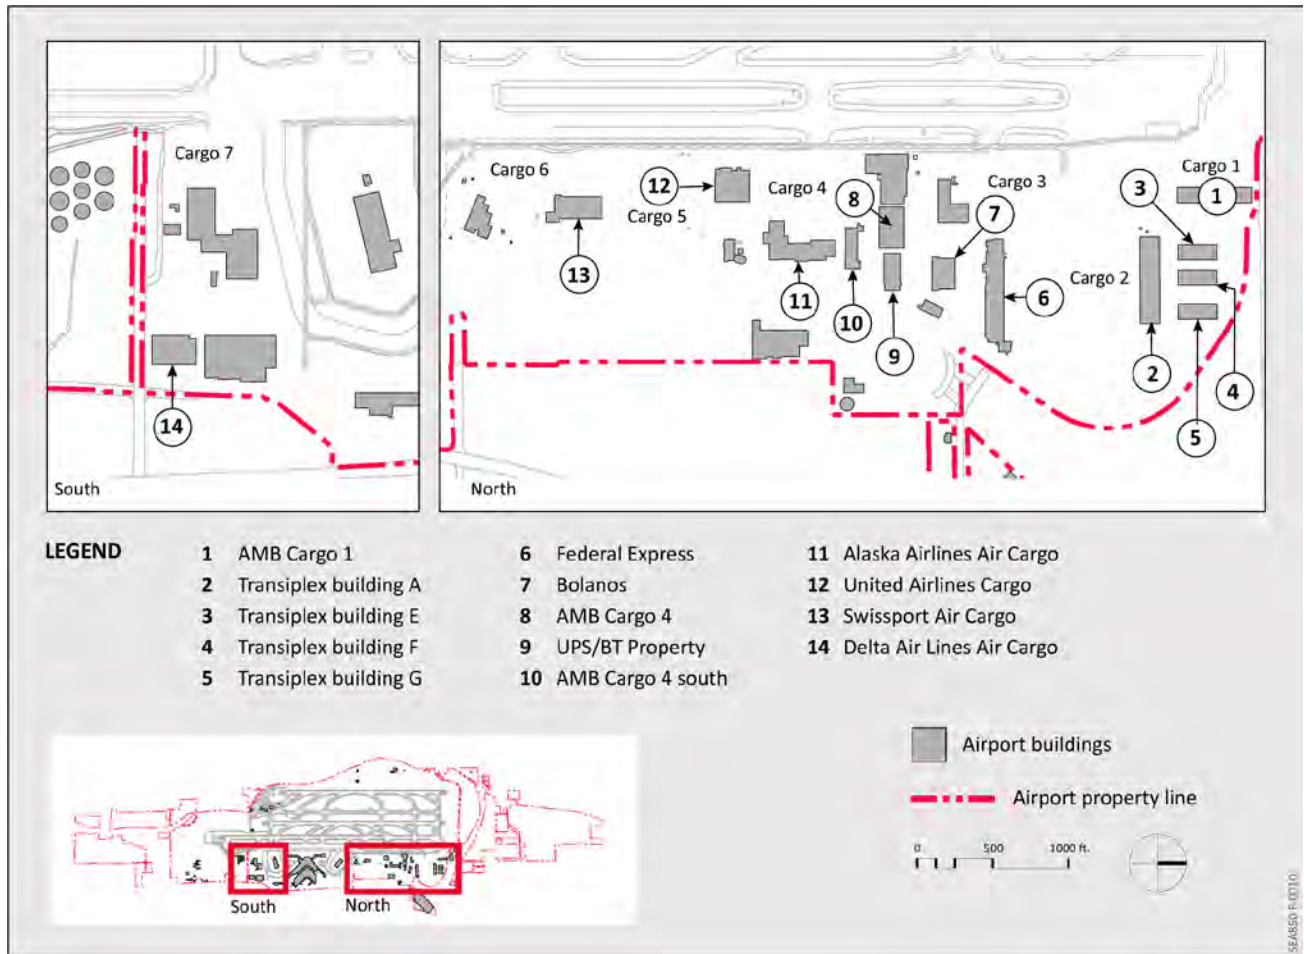 Cargo 7
14
South
Cargo 6
13
Cargo 5
12
Cargo 4
8
11
10
9
Cargo 3
7
6
Cargo 2
3
Cargo 1
1
2
4
5
North
LEGEND
1 AMB Cargo 1
2 Transiplex building A
3 Transiplex building E
4 Transiplex building F
5 Transiplex building G
6 Federal Express
7 Bolanos
8 AMB Cargo 4
9 UPS/BT Property
10 AMB Cargo 4 south
11 Alaska Airlines Air Cargo
12 United Airlines Cargo
13 Swissport Air Cargo
14 Delta Air Lines Air Cargo
South
North
Airport buildings
Airport property line
0 500 1000 ft.
SEA850 F-0010